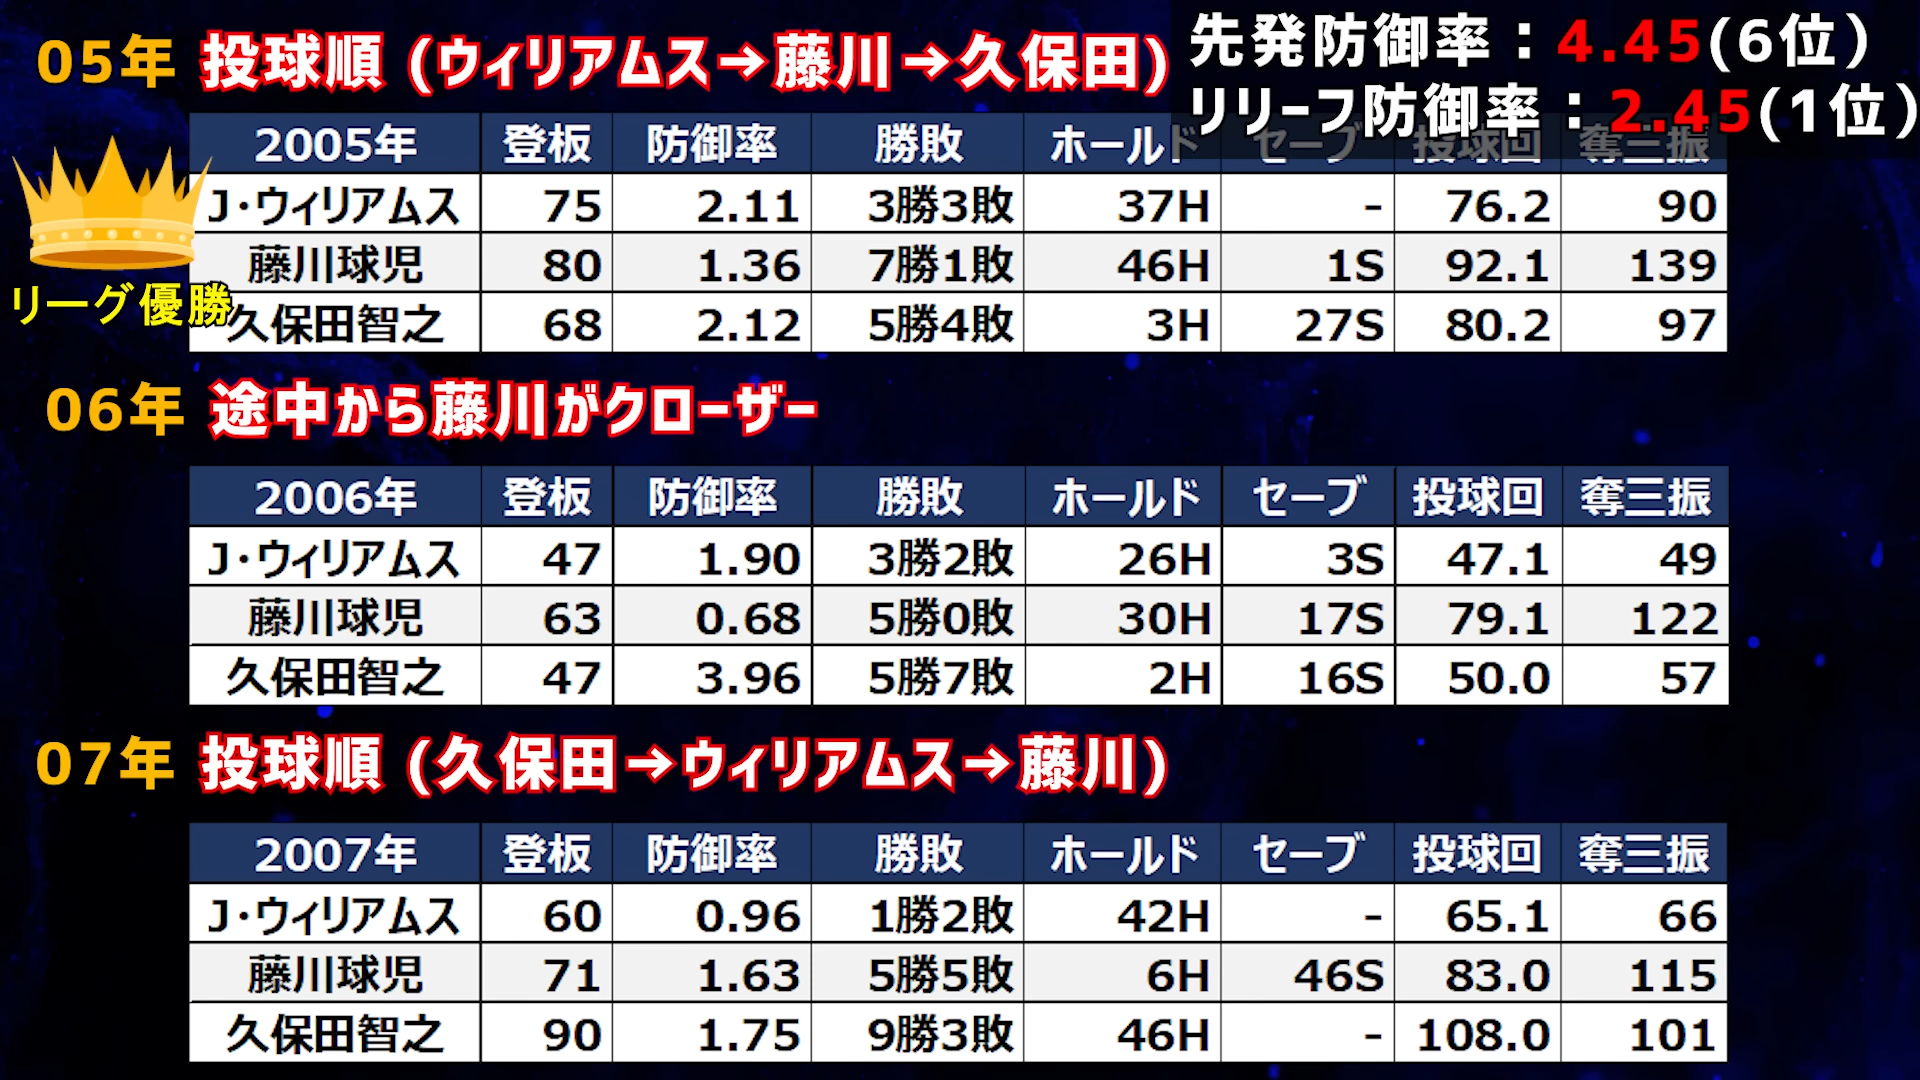 05年 投球順 (ウィリアムス→藤川→久保田)
先発防御率：4.45(6位)
リリーフ防御率：2.45(1位)
2005年 登板 防御率 勝敗 ホールド セーブ 投球回 奪三振
J・ウィリアムス 75 2.11 3勝3敗 37H - 76.2 90
藤川球児 80 1.36 7勝1敗 46H 1S 92.1 139
リーグ優勝
久保田智之 68 2.12 5勝4敗 3H 27S 80.2 97
06年 途中から藤川がクローザー
2006年 登板 防御率 勝敗 ホールド セーブ 投球回 奪三振
J・ウィリアムス 47 1.90 3勝2敗 26H 3S 47.1 49
藤川球児 63 0.68 5勝0敗 30H 17S 79.1 122
久保田智之 47 3.96 5勝7敗 2H 16S 50.0 57
07年 投球順 (久保田→ウィリアムス→藤川)
2007年 登板 防御率 勝敗 ホールド セーブ 投球回 奪三振
J・ウィリアムス 60 0.96 1勝2敗 42H - 65.1 66
藤川球児 71 1.63 5勝5敗 6H 46S 83.0 115
久保田智之 90 1.75 9勝3敗 46H - 108.0 101